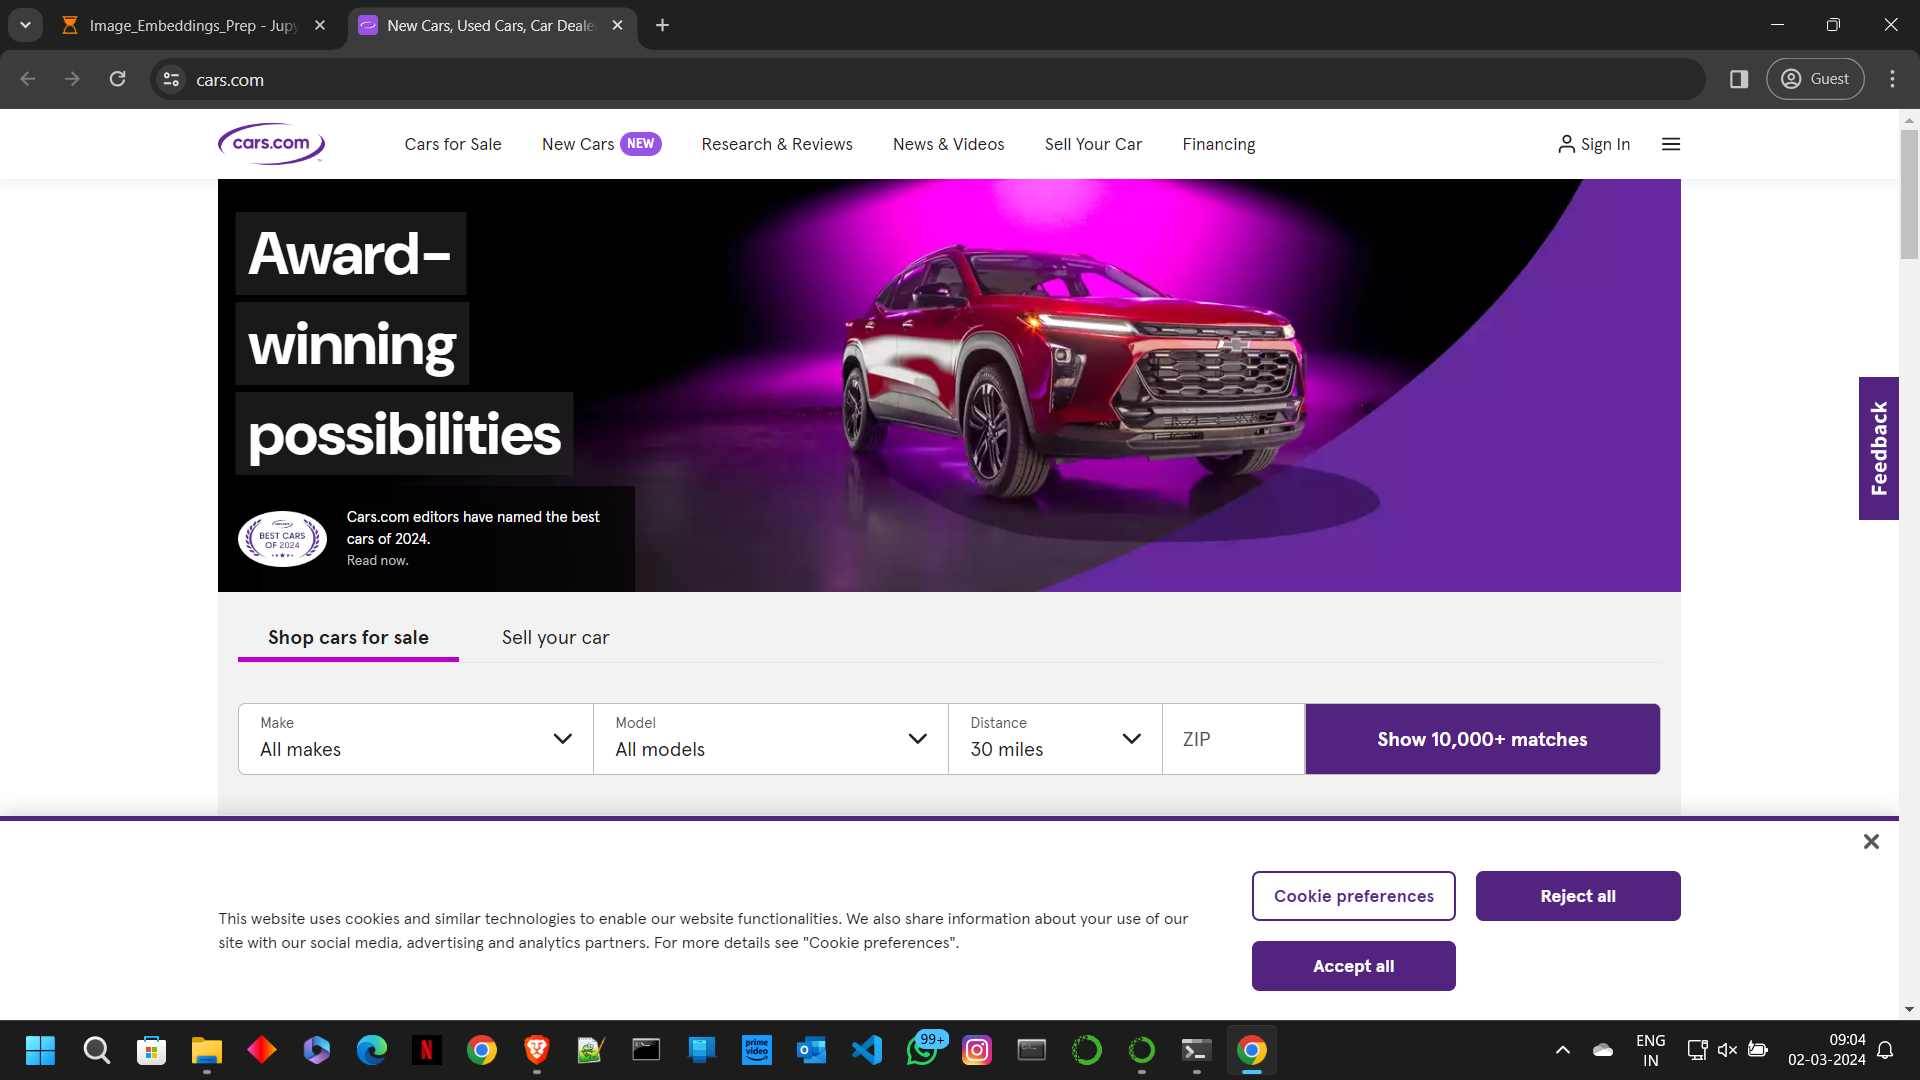 Image_Embeddings_Prep - Jupy
New Cars, Used Cars, Car Deale
cars.com
Guest
cars.com
Cars for Sale
New Cars NEW
Research & Reviews
News & Videos
Sell Your Car
Financing
Sign In
Award-
winning
possibilities
BEST CARS
OF 2024
Cars.com editors have named the best
cars of 2024.
Read now.
Feedback
Shop cars for sale
Sell your car
Make
All makes
Model
All models
Distance
30 miles
ZIP
Show 10,000+ matches
This website uses cookies and similar technologies to enable our website functionalities. We also share information about your use of our
site with our social media, advertising and analytics partners. For more details see "Cookie preferences".
Cookie preferences
Reject all
Accept all
N
prime
video
99+
ENG
IN
09:04
02-03-2024